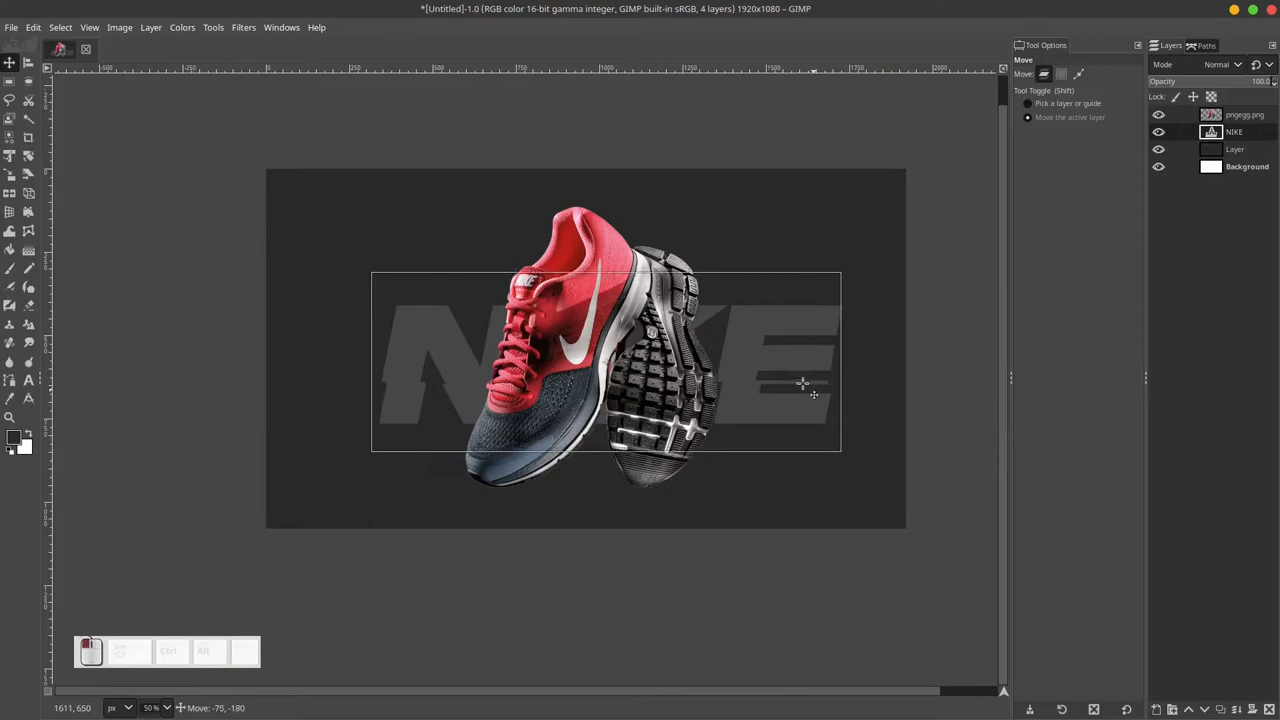 *[Untitled]-1.0 (RGB color 16-bit gamma integer, GIMP built-in sRGB, 4 layers) 1920x1080 – GIMP
File Edit Select View Image Layer Colors Tools Filters Windows Help
Tool Options
Layers Paths
Move
Mode Normal
Move:
Opacity 100.0
Tool Toggle (Shift)
Lock:
Pick a layer or guide
Move the active layer
pngegg.png
NIKE
Layer
Background
NIKE
NIKE
Ctrl Alt
1611, 650 px 50 % Move: -75, -180